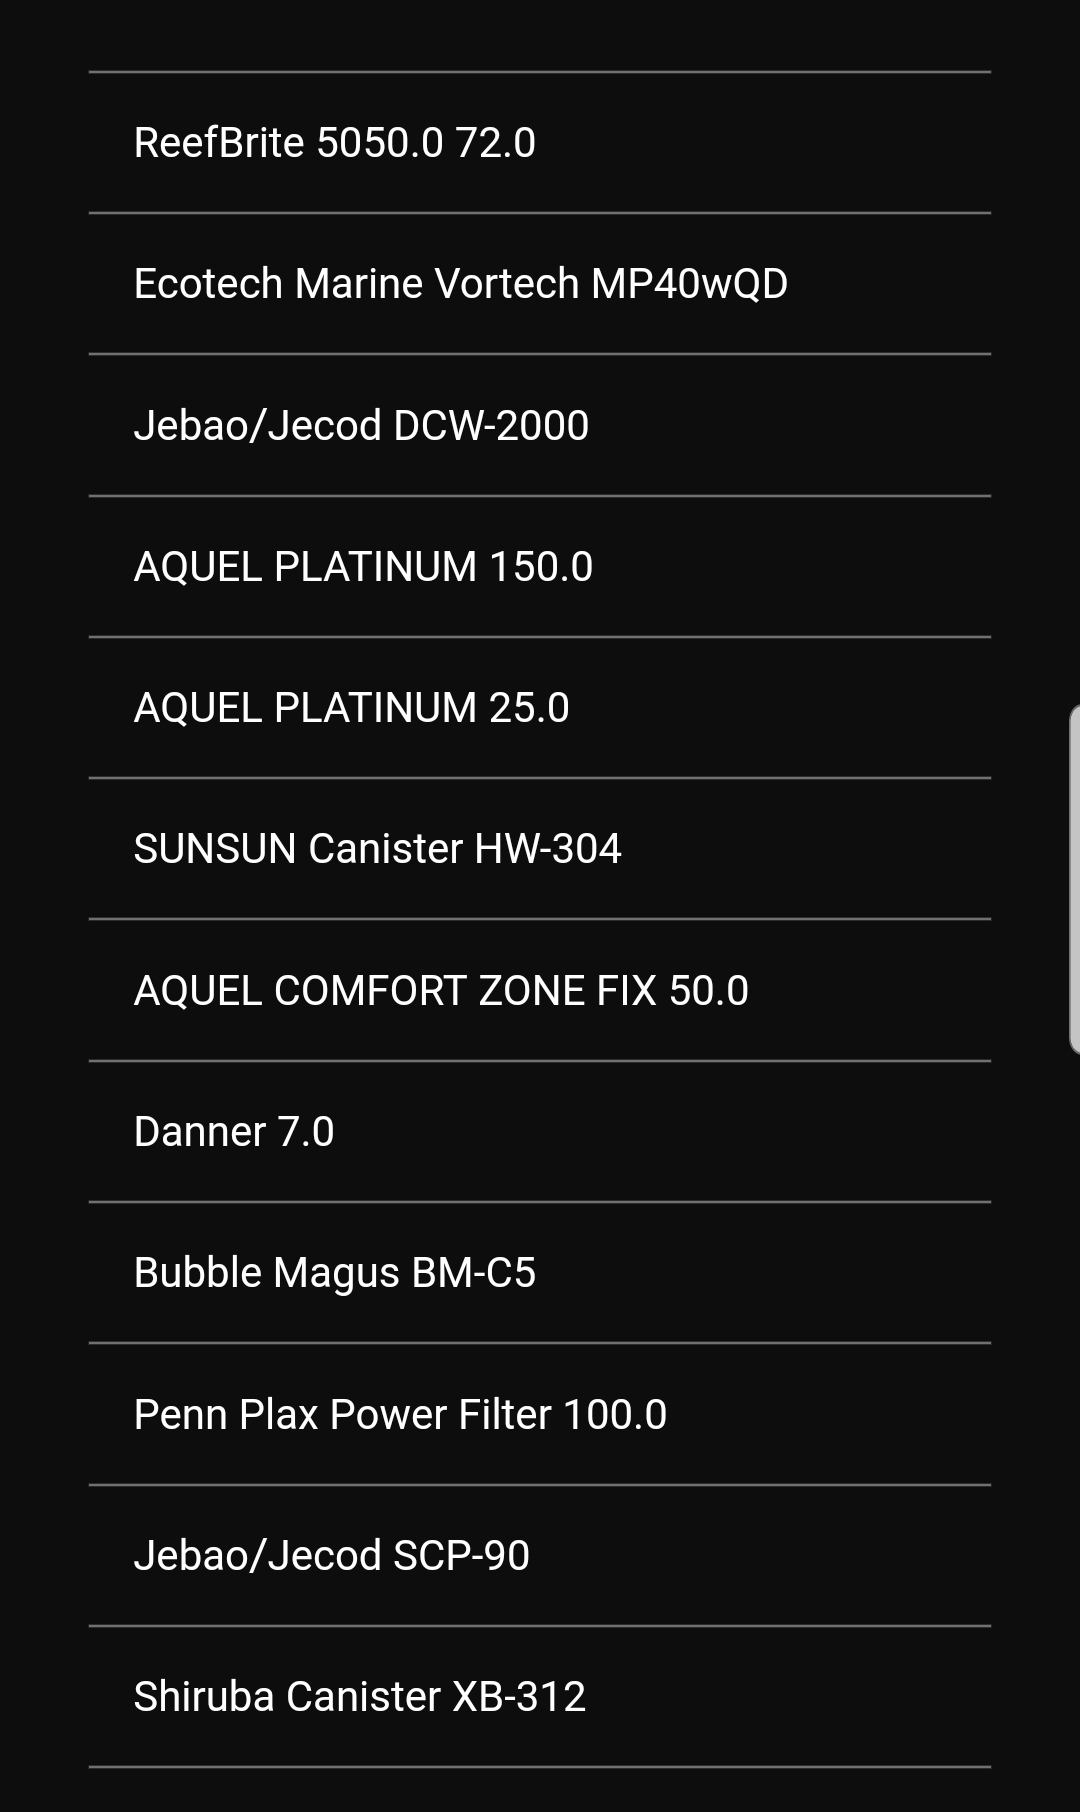 ReefBrite 5050.0 72.0
Ecotech Marine Vortech MP40wQD
Jebao/Jecod DCW-2000
AQUEL PLATINUM 150.0
AQUEL PLATINUM 25.0
SUNSUN Canister HW-304
AQUEL COMFORT ZONE FIX 50.0
Danner 7.0
Bubble Magus BM-C5
Penn Plax Power Filter 100.0
Jebao/Jecod SCP-90
Shiruba Canister XB-312